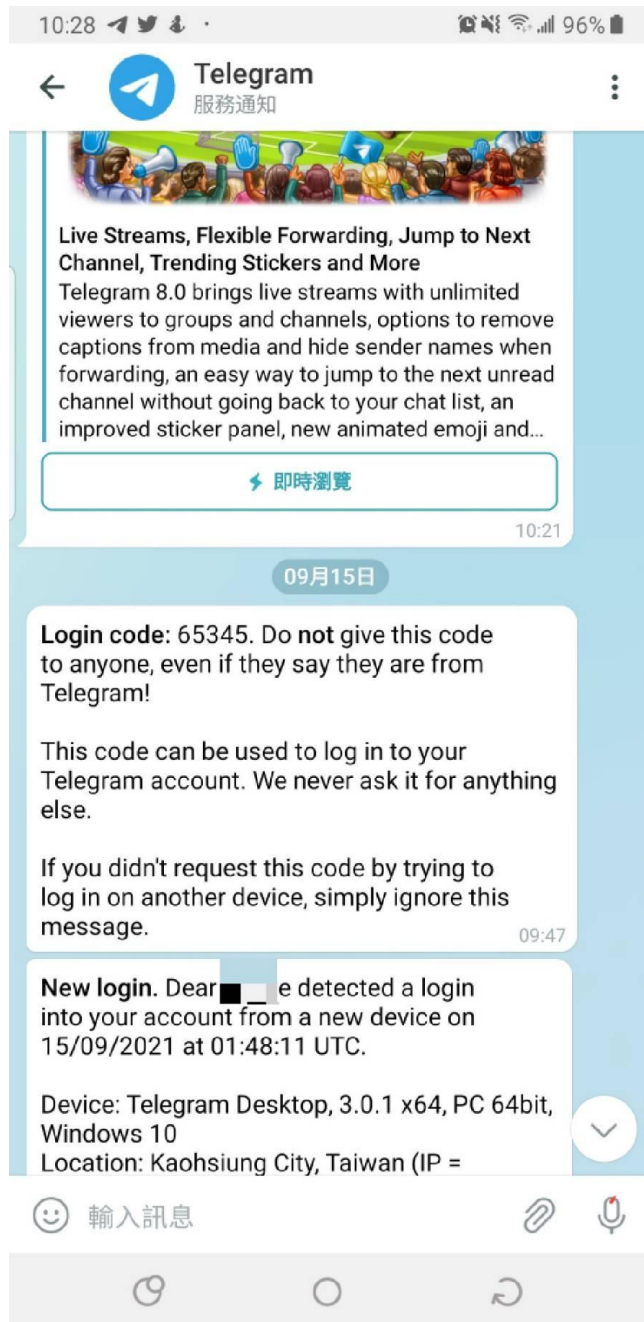 10:28
96%
Telegram
服務通知
Live Streams, Flexible Forwarding, Jump to Next
Channel, Trending Stickers and More
Telegram 8.0 brings live streams with unlimited
viewers to groups and channels, options to remove
captions from media and hide sender names when
forwarding, an easy way to jump to the next unread
channel without going back to your chat list, an
improved sticker panel, new animated emoji and...
即時瀏覽
10:21
09月15日
Login code: 65345. Do not give this code
to anyone, even if they say they are from
Telegram!
This code can be used to log in to your
Telegram account. We never ask it for anything
else.
If you didn't request this code by trying to
log in on another device, simply ignore this
message.
09:47
New login. Dear e detected a login
into your account from a new device on
15/09/2021 at 01:48:11 UTC.
Device: Telegram Desktop, 3.0.1 x64, PC 64bit,
Windows 10
Location: Kaohsiung City, Taiwan (IP =
輸入訊息